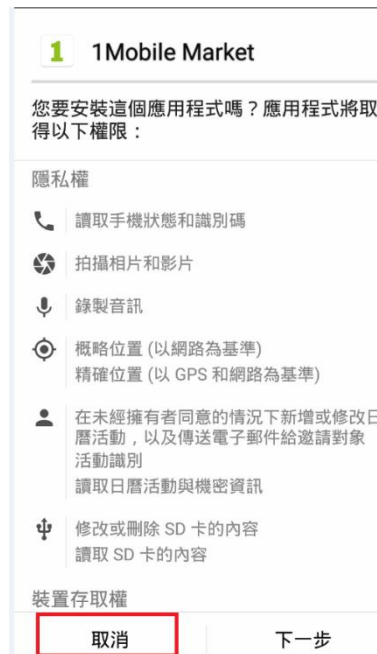 1 1Mobile Market
您要安裝這個應用程式嗎？應用程式將取
得以下權限：
隱私權
讀取手機狀態和識別碼
拍攝相片和影片
錄製音訊
概略位置 (以網路為基準)
精確位置 (以 GPS 和網路為基準)
在未經擁有者同意的情況下新增或修改日
曆活動，以及傳送電子郵件給邀請對象
活動識別
讀取日曆活動與機密資訊
修改或刪除 SD 卡的內容
讀取 SD 卡的內容
裝置存取權
取消 下一步